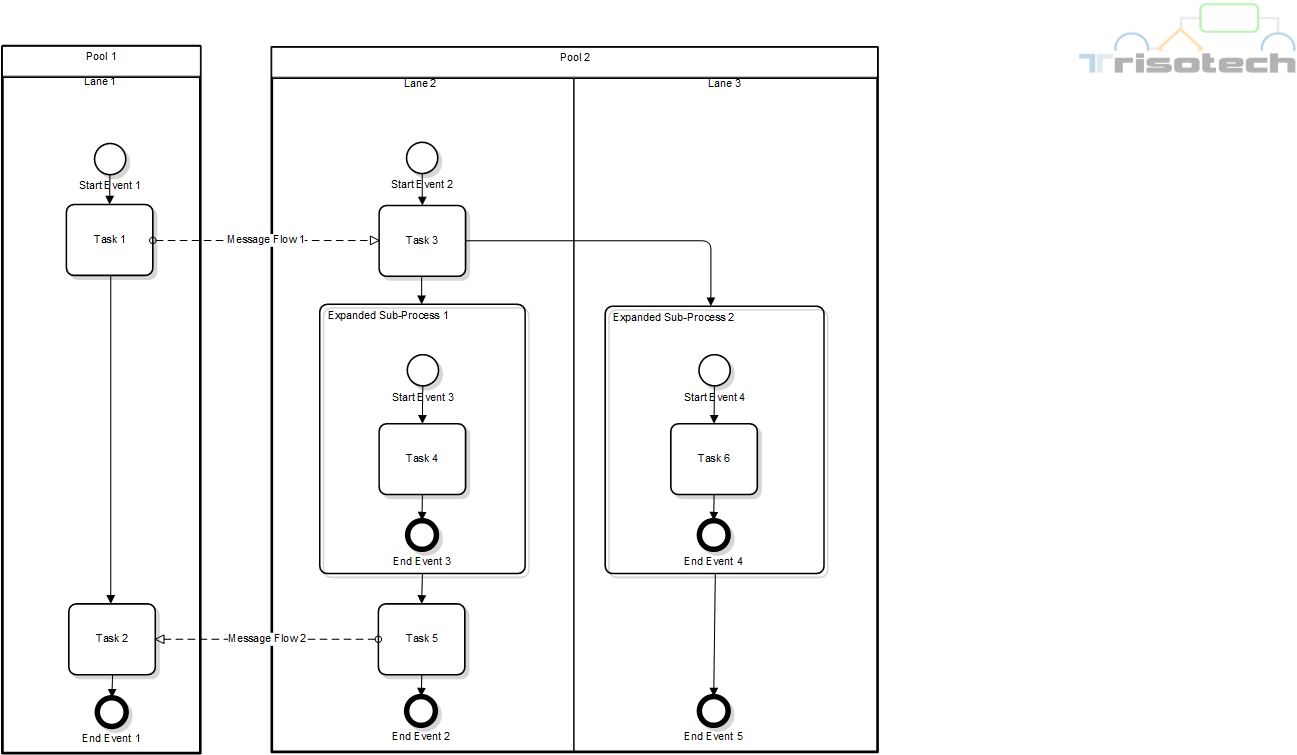 Trisotech
Pool 1
Pool 2
Lane 1
Lane 2
Lane 3
Start Event 1
Start Event 2
Task 1
Message Flow 1
Task 3
Expanded Sub-Process 1
Expanded Sub-Process 2
Start Event 3
Start Event 4
Task 4
Task 6
End Event 3
End Event 4
Task 2
Message Flow 2
Task 5
End Event 1
End Event 2
End Event 5